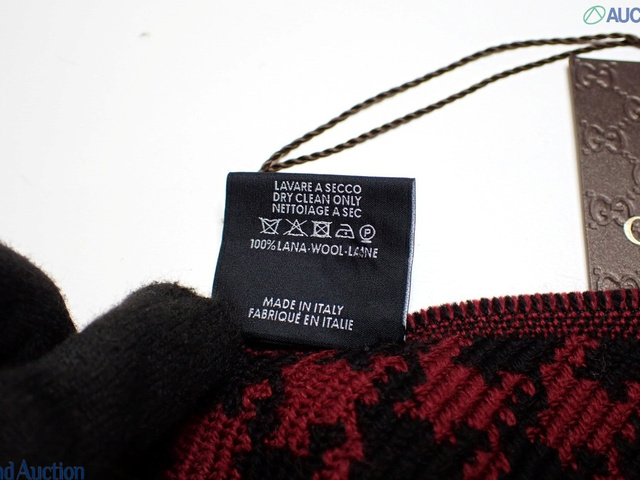 AUC
LAVARE A SECCO
DRY CLEAN ONLY
NETTOIAGE A SEC
P
100% LANA-WOOL-LAINE
MADE IN ITALY
FABRIQUÉ EN ITALIE
G
nd Auction